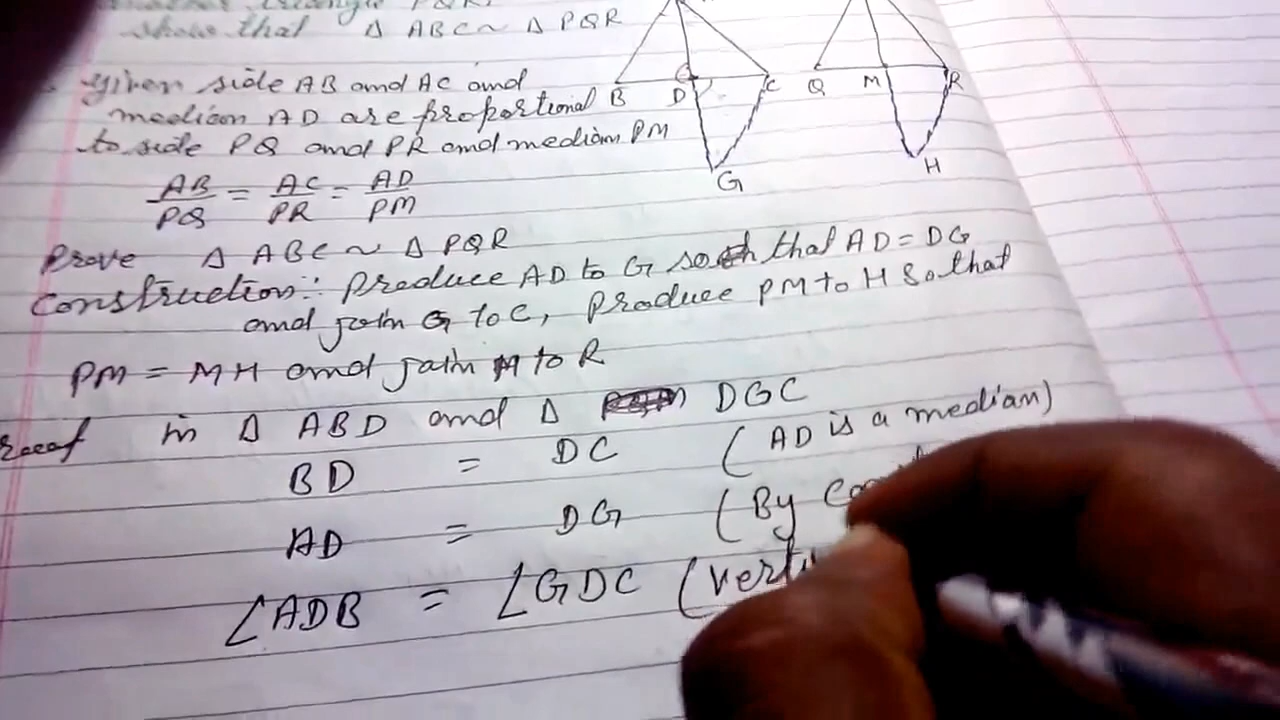 show that Δ ABC ~ Δ PQR
given side AB and AC and
median AD are proportional
to side PQ and PR and median PM
AB/PQ = AC/PR = AD/PM
B D C Q M R
G H
Prove Δ ABC ~ Δ PQR
Construction:- Produce AD to G so that AD = DG
and join G to C, Produce PM to H So that
PM = MH and join M to R
in Δ ABD and Δ DGC
BD = DC (AD is a median)
AD = DG (By
∠ADB = ∠GDC (